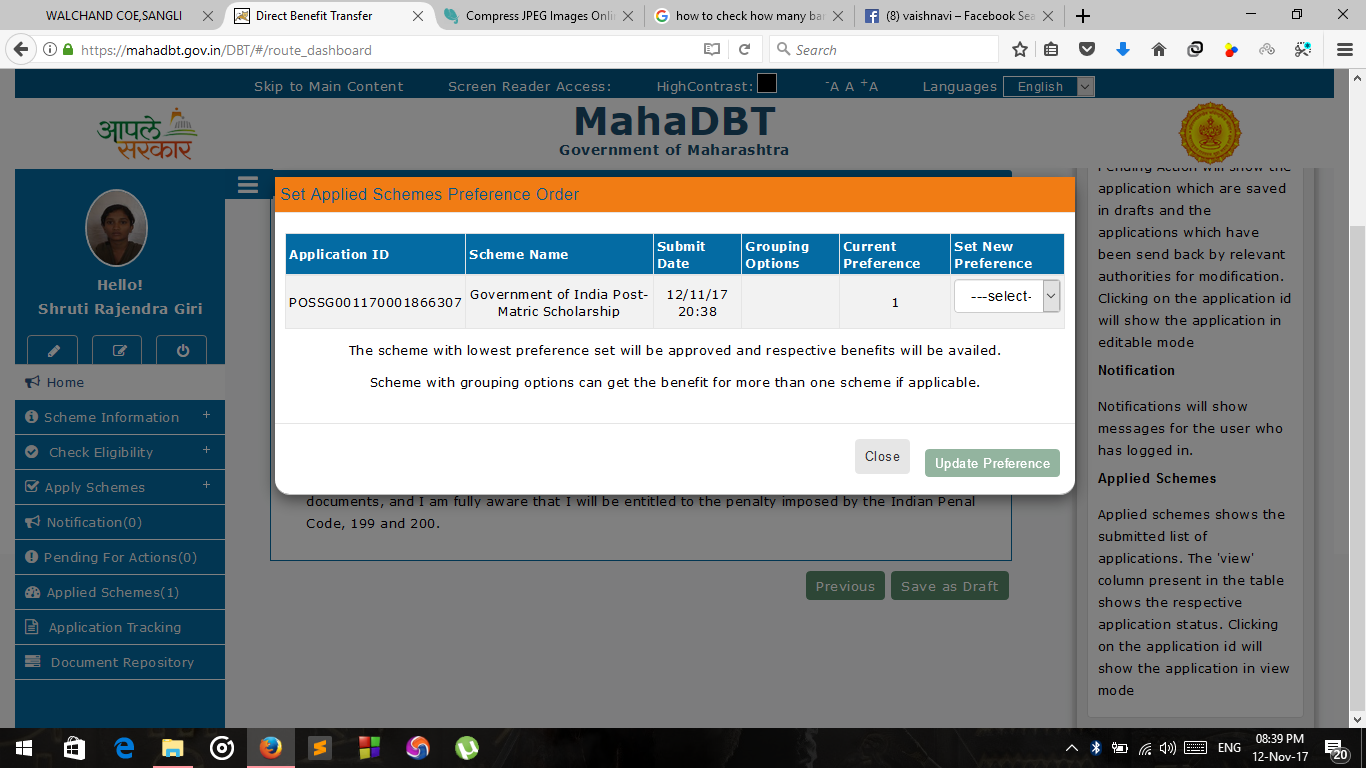 WALCHAND COE,SANGLI
Direct Benefit Transfer
Compress JPEG Images Onli
how to check how many ban
(8) vaishnavi – Facebook Sea
https://mahadbt.gov.in/DBT/#/route_dashboard
Search
Skip to Main Content Screen Reader Access: HighContrast: -A A +A Languages English
आपले
सरकार
MahaDBT
Government of Maharashtra
Hello!
Shruti Rajendra Giri
Home
Scheme Information +
Check Eligibility +
Apply Schemes +
Notification(0)
Pending For Actions(0)
Applied Schemes(1)
Application Tracking
Document Repository
Set Applied Schemes Preference Order
Application ID Scheme Name Submit Date Grouping Options Current Preference Set New Preference
POSSG001170001866307 Government of India Post-Matric Scholarship 12/11/17 20:38 1 ---select-
The scheme with lowest preference set will be approved and respective benefits will be availed.
Scheme with grouping options can get the benefit for more than one scheme if applicable.
Close Update Preference
documents, and I am fully aware that I will be entitled to the penalty imposed by the Indian Penal
Code, 199 and 200.
Previous Save as Draft
Pending Action will show the
application which are saved
in drafts and the
applications which have
been send back by relevant
authorities for modification.
Clicking on the application id
will show the application in
editable mode
Notification
Notifications will show
messages for the user who
has logged in.
Applied Schemes
Applied schemes shows the
submitted list of
applications. The 'view'
column present in the table
shows the respective
application status. Clicking
on the application id will
show the application in view
mode
ENG
08:39 PM
12-Nov-17
20